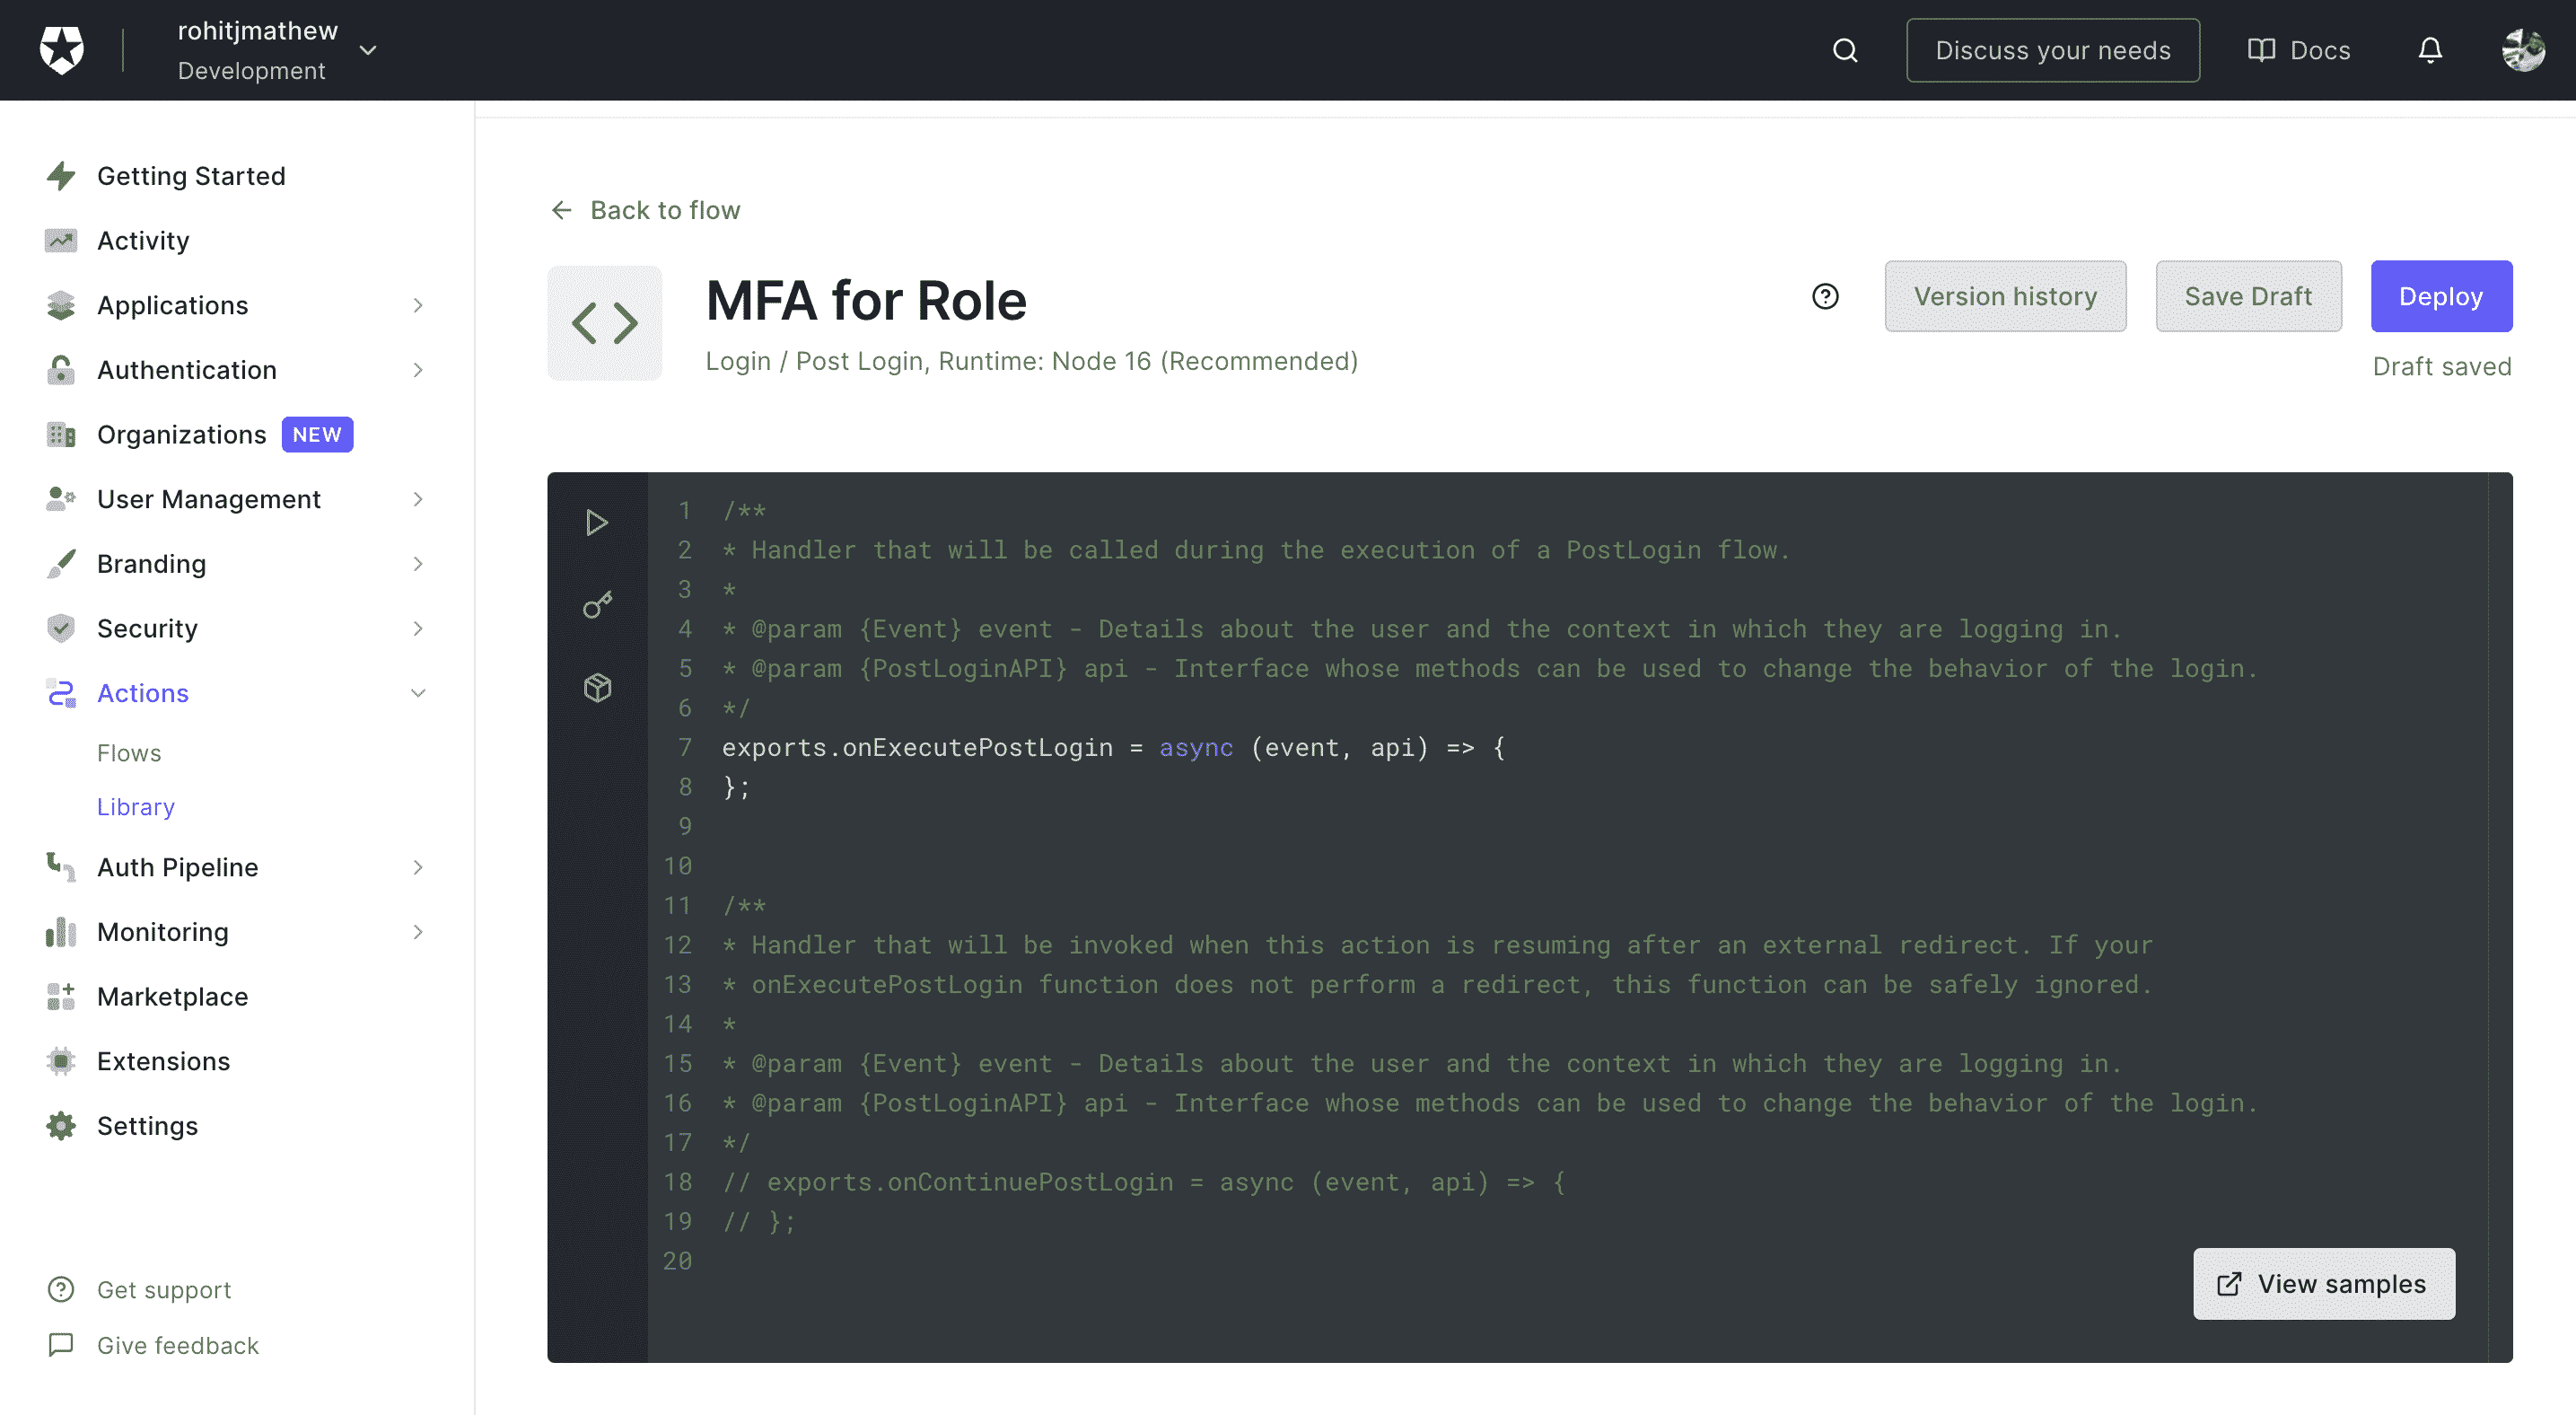 rohitjmathew
Development
Discuss your needs
Docs
Getting Started
Activity
Applications
Authentication
Organizations NEW
User Management
Branding
Security
Actions
Flows
Library
Auth Pipeline
Monitoring
Marketplace
Extensions
Settings
Get support
Give feedback
Back to flow
MFA for Role
Login / Post Login, Runtime: Node 16 (Recommended)
Version history
Save Draft
Deploy
Draft saved
1 /**
2 * Handler that will be called during the execution of a PostLogin flow.
3 *
4 * @param {Event} event - Details about the user and the context in which they are logging in.
5 * @param {PostLoginAPI} api - Interface whose methods can be used to change the behavior of the login.
6 */
7 exports.onExecutePostLogin = async (event, api) => {
8 };
9
10
11 /**
12 * Handler that will be invoked when this action is resuming after an external redirect. If your
13 * onExecutePostLogin function does not perform a redirect, this function can be safely ignored.
14 *
15 * @param {Event} event - Details about the user and the context in which they are logging in.
16 * @param {PostLoginAPI} api - Interface whose methods can be used to change the behavior of the login.
17 */
18 // exports.onContinuePostLogin = async (event, api) => {
19 // };
20
View samples